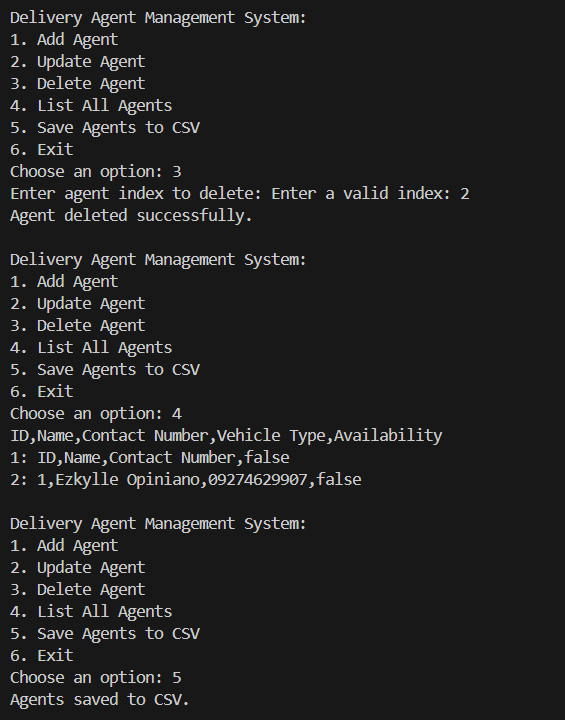 Delivery Agent Management System:
1. Add Agent
2. Update Agent
3. Delete Agent
4. List All Agents
5. Save Agents to CSV
6. Exit
Choose an option: 3
Enter agent index to delete: Enter a valid index: 2
Agent deleted successfully.

Delivery Agent Management System:
1. Add Agent
2. Update Agent
3. Delete Agent
4. List All Agents
5. Save Agents to CSV
6. Exit
Choose an option: 4
ID,Name,Contact Number,Vehicle Type,Availability
1: ID,Name,Contact Number,false
2: 1,Ezkylle Opiniano,09274629907,false

Delivery Agent Management System:
1. Add Agent
2. Update Agent
3. Delete Agent
4. List All Agents
5. Save Agents to CSV
6. Exit
Choose an option: 5
Agents saved to CSV.